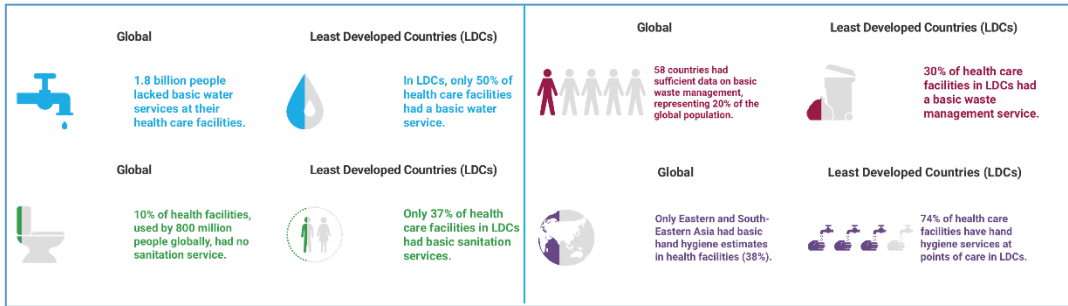 Global
Least Developed Countries (LDCs)
1.8 billion people
lacked basic water
services at their
health care facilities.
In LDCs, only 50% of
health care facilities
had a basic water
service.
Global
Least Developed Countries (LDCs)
10% of health facilities,
used by 800 million
people globally, had no
sanitation service.
Only 37% of health
care facilities in LDCs
had basic sanitation
services.
Global
Least Developed Countries (LDCs)
58 countries had
sufficient data on basic
waste management,
representing 20% of the
global population.
30% of health care
facilities in LDCs had
a basic waste
management service.
Global
Least Developed Countries (LDCs)
Only Eastern and South-
Eastern Asia had basic
hand hygiene estimates
in health facilities (38%).
74% of health care
facilities have hand
hygiene services at
points of care in LDCs.